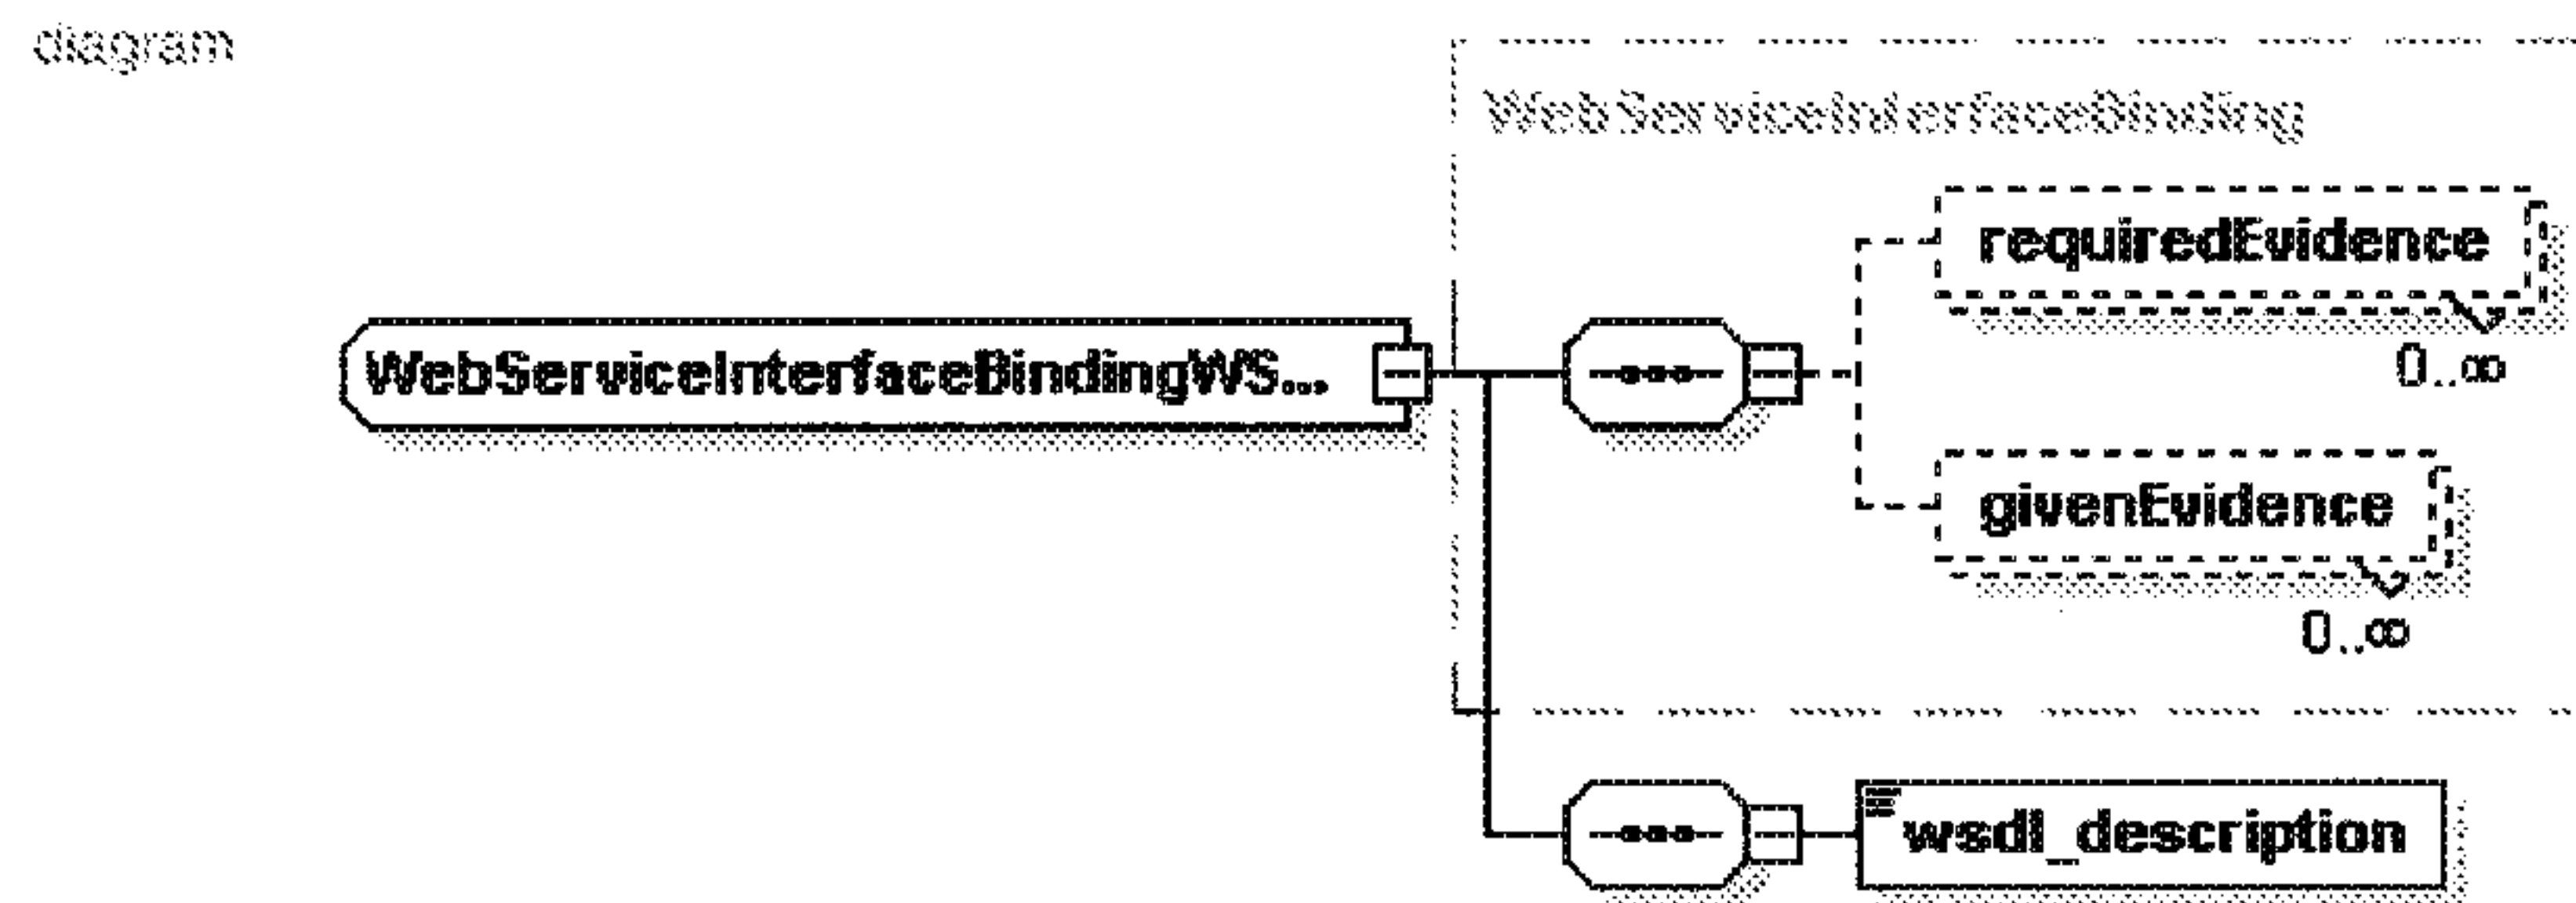 diagram
WebServiceInterfaceBinding
requiredEvidence
0..∞
WebServiceInterfaceBindingWS...
givenEvidence
0..∞
wsdl_description